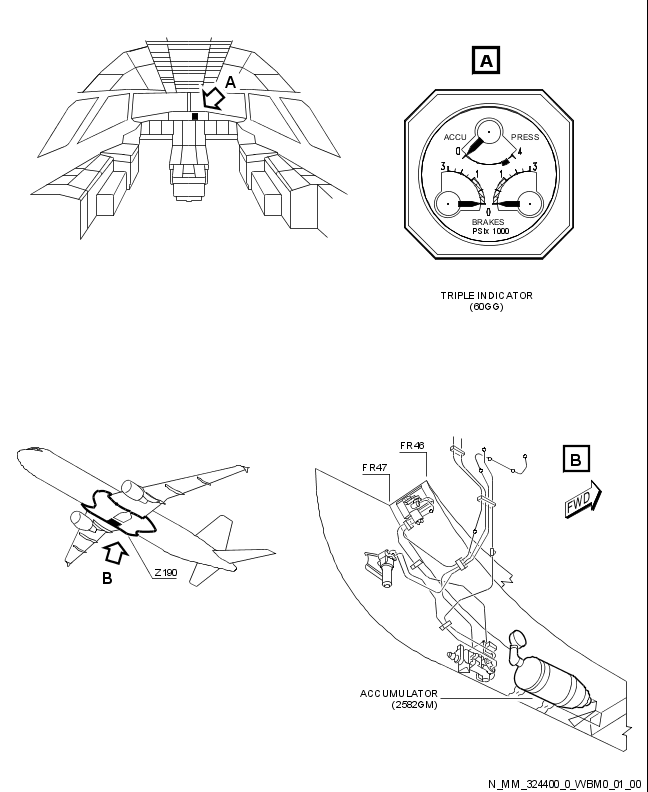 A
A
ACCU PRESS
0 4
3 1 1 3
0
BRAKES
PSIx 1000
TRIPLE INDICATOR
(60GG)
FR46
FR47
B
FWD
B
Z190
ACCUMULATOR
(2582GM)
N_MM_324400_0_WBM0_01_00